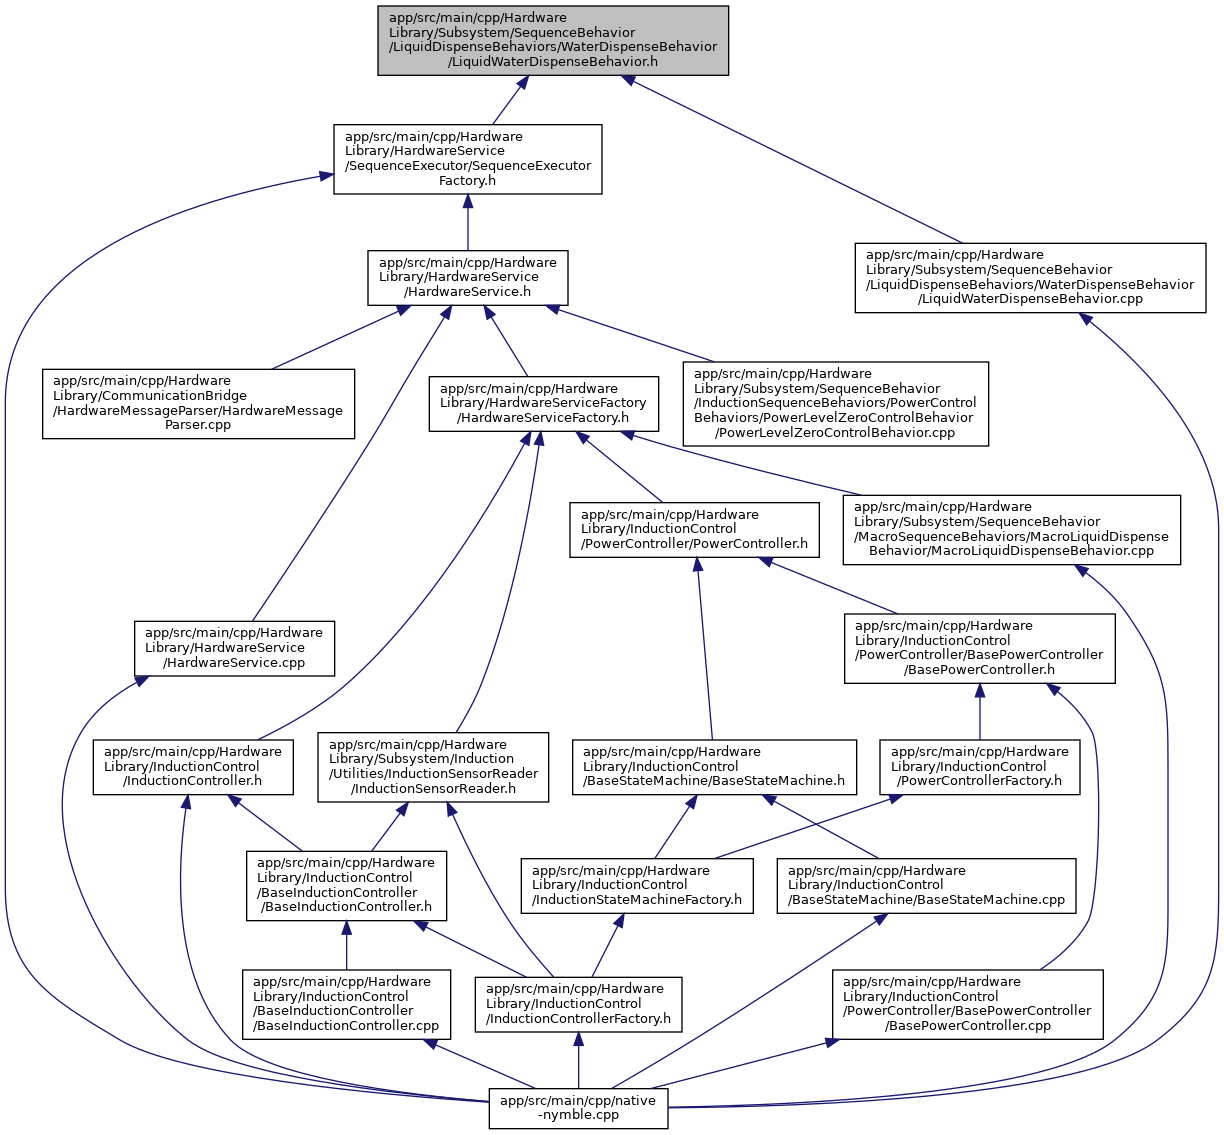 app/src/main/cpp/Hardware
Library/Subsystem/SequenceBehavior
/LiquidDispenseBehaviors/WaterDispenseBehavior
/LiquidWaterDispenseBehavior.h
app/src/main/cpp/Hardware
Library/HardwareService
/SequenceExecutor/SequenceExecutor
Factory.h
app/src/main/cpp/Hardware
Library/HardwareService
/HardwareService.h
app/src/main/cpp/Hardware
Library/Subsystem/SequenceBehavior
/LiquidDispenseBehaviors/WaterDispenseBehavior
/LiquidWaterDispenseBehavior.cpp
app/src/main/cpp/Hardware
Library/CommunicationBridge
/HardwareMessageParser/HardwareMessage
Parser.cpp
app/src/main/cpp/Hardware
Library/HardwareServiceFactory
/HardwareServiceFactory.h
app/src/main/cpp/Hardware
Library/Subsystem/SequenceBehavior
/InductionSequenceBehaviors/PowerControl
Behaviors/PowerLevelZeroControlBehavior
/PowerLevelZeroControlBehavior.cpp
app/src/main/cpp/Hardware
Library/InductionControl
/PowerController/PowerController.h
app/src/main/cpp/Hardware
Library/Subsystem/SequenceBehavior
/MacroSequenceBehaviors/MacroLiquidDispense
Behavior/MacroLiquidDispenseBehavior.cpp
app/src/main/cpp/Hardware
Library/HardwareService
/HardwareService.cpp
app/src/main/cpp/Hardware
Library/InductionControl
/PowerController/BasePowerController
/BasePowerController.h
app/src/main/cpp/Hardware
Library/InductionControl
/InductionController.h
app/src/main/cpp/Hardware
Library/Subsystem/Induction
/Utilities/InductionSensorReader
/InductionSensorReader.h
app/src/main/cpp/Hardware
Library/InductionControl
/BaseStateMachine/BaseStateMachine.h
app/src/main/cpp/Hardware
Library/InductionControl
/PowerControllerFactory.h
app/src/main/cpp/Hardware
Library/InductionControl
/BaseInductionController
/BaseInductionController.h
app/src/main/cpp/Hardware
Library/InductionControl
/InductionStateMachineFactory.h
app/src/main/cpp/Hardware
Library/InductionControl
/BaseStateMachine/BaseStateMachine.cpp
app/src/main/cpp/Hardware
Library/InductionControl
/BaseInductionController
/BaseInductionController.cpp
app/src/main/cpp/Hardware
Library/InductionControl
/InductionControllerFactory.h
app/src/main/cpp/Hardware
Library/InductionControl
/PowerController/BasePowerController
/BasePowerController.cpp
app/src/main/cpp/native
-nymble.cpp